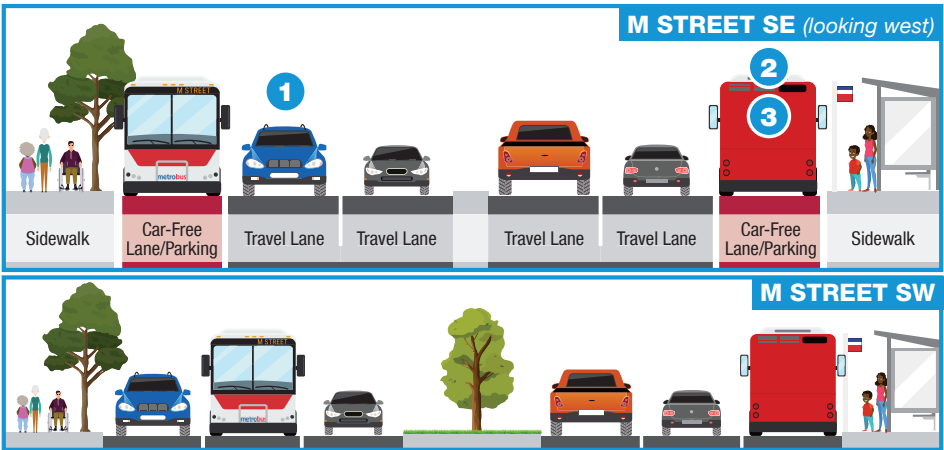 M STREET SE (looking west)
1
2
3
M STREET
metrobus
Sidewalk
Car-Free
Lane/Parking
Travel Lane
Travel Lane
Travel Lane
Travel Lane
Car-Free
Lane/Parking
Sidewalk
M STREET SW
M STREET
metrobus